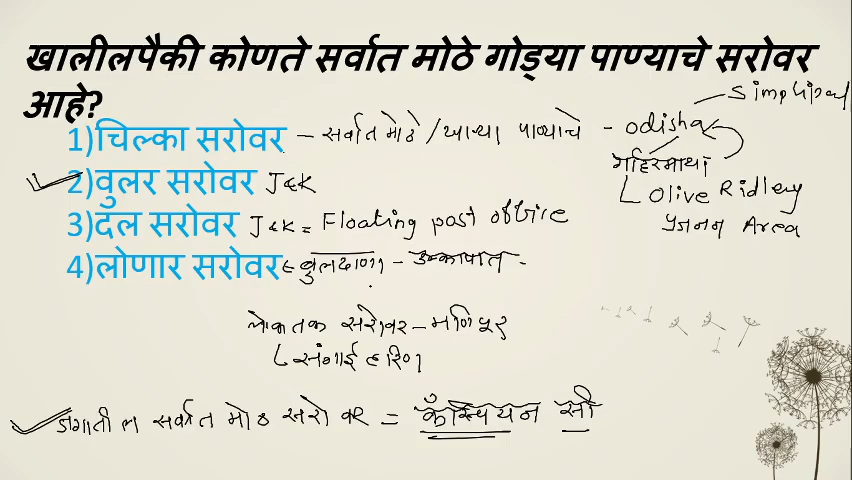 खालीलपैकी कोणते सर्वात मोठे गोड्या पाण्याचे सरोवर
आहे?
1)चिल्का सरोवर – सर्वात मोठे / खाऱ्या पाण्याचे – odisha
simplipal
गहिरमाथा
Olive Ridley
प्रजनन Area
2)वुलर सरोवर J&K
3)दल सरोवर J&K = Floating post office
4)लोणार सरोवर बुलढाणा – उल्कापात
लोकतक सरोवर – मणिपूर
संगाई हरिण
जगातील सर्वात मोठ सरोवर = कॅस्पियन सी